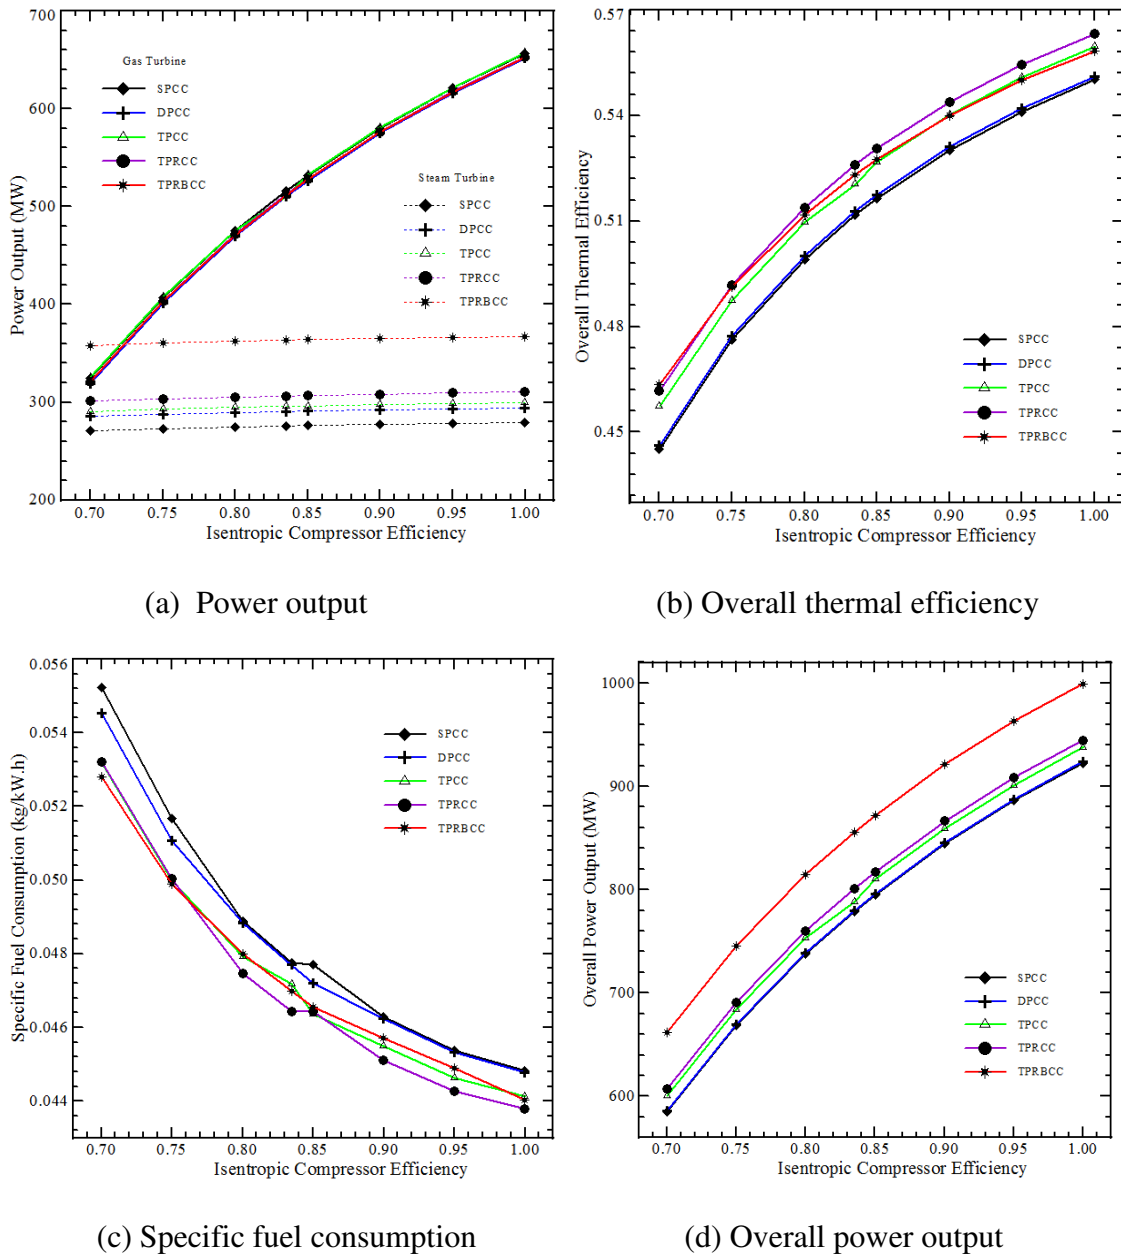 700
600
500
400
300
200
Power Output (MW)
Gas Turbine
SPCC
DPCC
TPCC
TPRCC
TPRBCC
Steam Turbine
SPCC
DPCC
TPCC
TPRCC
TPRBCC
0.70 0.75 0.80 0.85 0.90 0.95 1.00
Isentropic Compressor Efficiency
(a) Power output
0.57
0.54
0.51
0.48
0.45
Overall Thermal Efficiency
SPCC
DPCC
TPCC
TPRCC
TPRBCC
0.70 0.75 0.80 0.85 0.90 0.95 1.00
Isentropic Compressor Efficiency
(b) Overall thermal efficiency
0.056
0.054
0.052
0.050
0.048
0.046
0.044
Specific Fuel Consumption (kg/kW.h)
SPCC
DPCC
TPCC
TPRCC
TPRBCC
0.70 0.75 0.80 0.85 0.90 0.95 1.00
Isentropic Compressor Efficiency
(c) Specific fuel consumption
1000
900
800
700
600
Overall Power Output (MW)
SPCC
DPCC
TPCC
TPRCC
TPRBCC
0.70 0.75 0.80 0.85 0.90 0.95 1.00
Isentropic Compressor Efficiency
(d) Overall power output